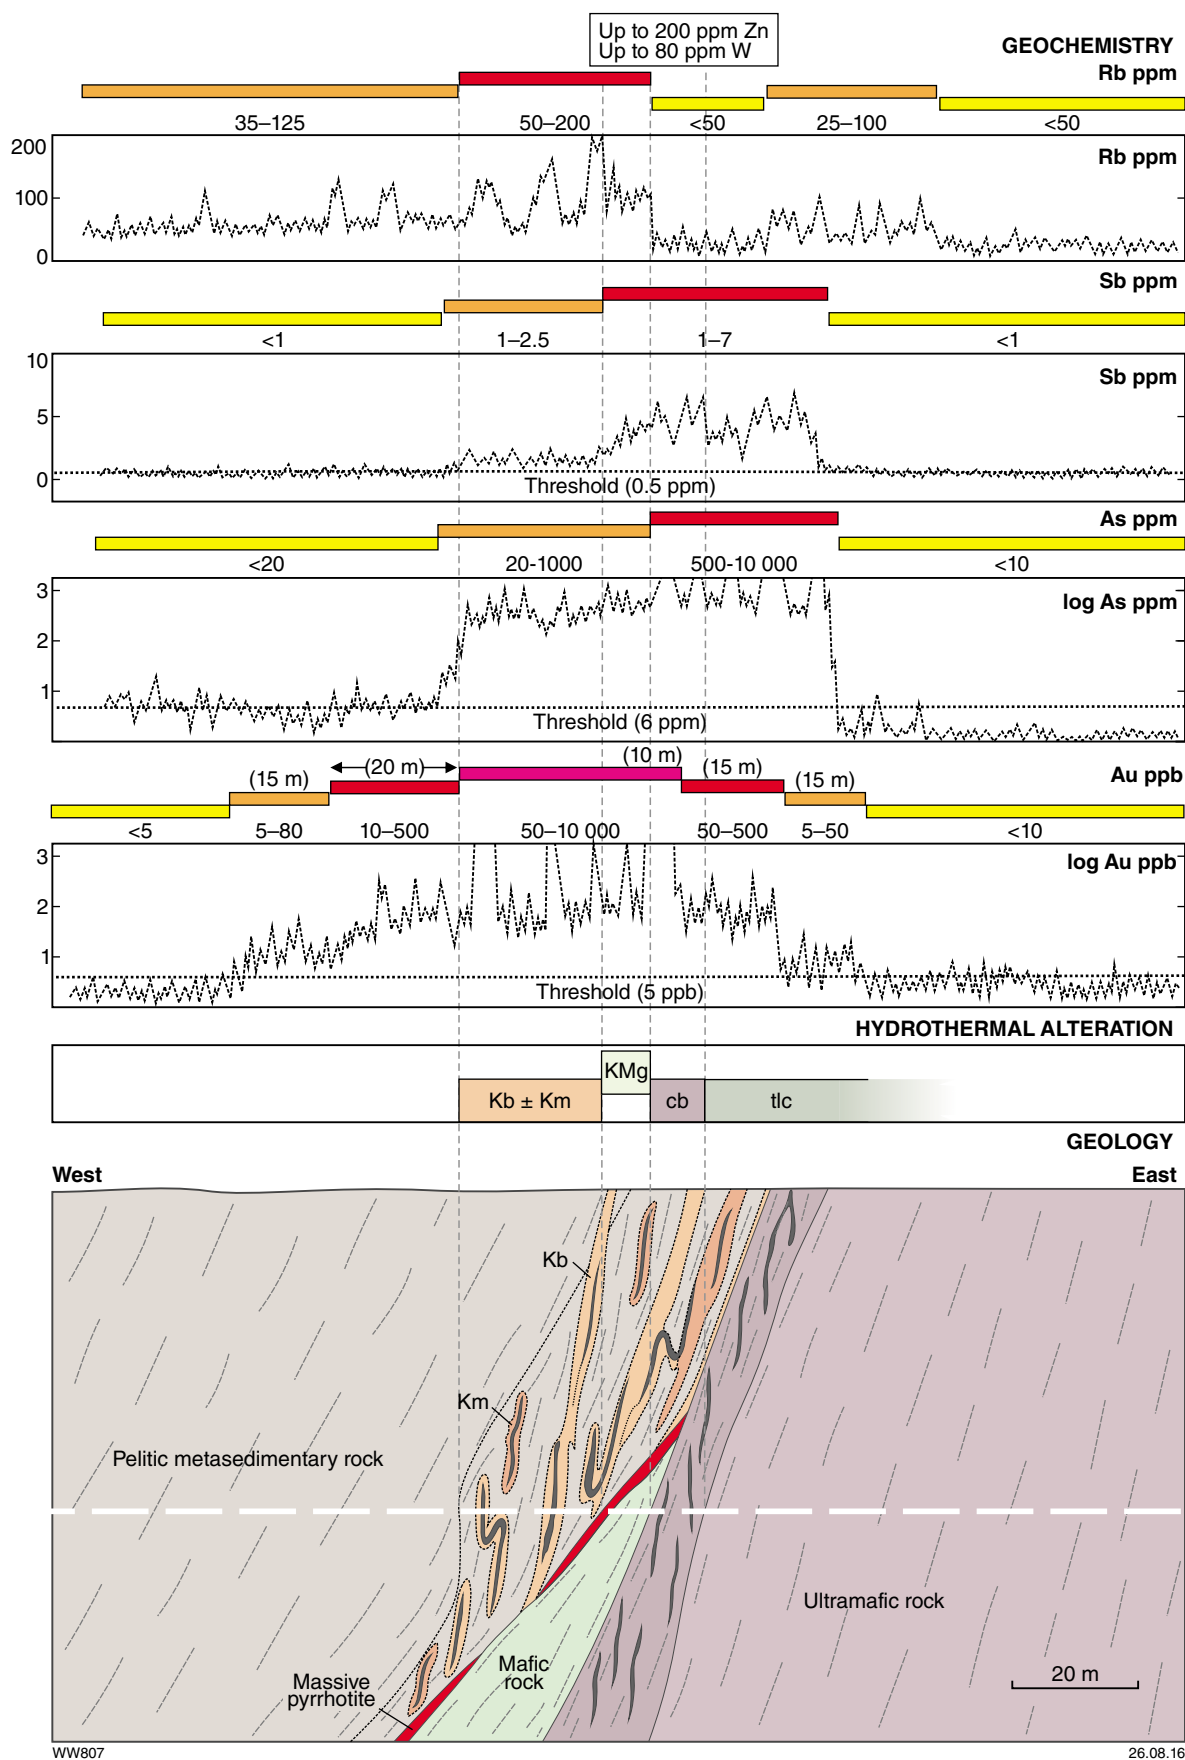 Up to 200 ppm Zn
Up to 80 ppm W
GEOCHEMISTRY
Rb ppm
35–125
50–200
<50
25–100
<50
200
100
0
Rb ppm
Sb ppm
<1
1–2.5
1–7
<1
10
5
0
Sb ppm
Threshold (0.5 ppm)
As ppm
<20
20-1000
500-10 000
<10
3
2
1
log As ppm
Threshold (6 ppm)
Au ppb
(15 m)
(20 m)
(10 m)
(15 m)
(15 m)
<5
5–80
10–500
50–10 000
50–500
5–50
<10
3
2
1
log Au ppb
Threshold (5 ppb)
HYDROTHERMAL ALTERATION
KMg
Kb ± Km
cb
tlc
GEOLOGY
West
East
Kb
Km
Pelitic metasedimentary rock
Ultramafic rock
Mafic
rock
Massive
pyrrhotite
20 m
WW807
26.08.16